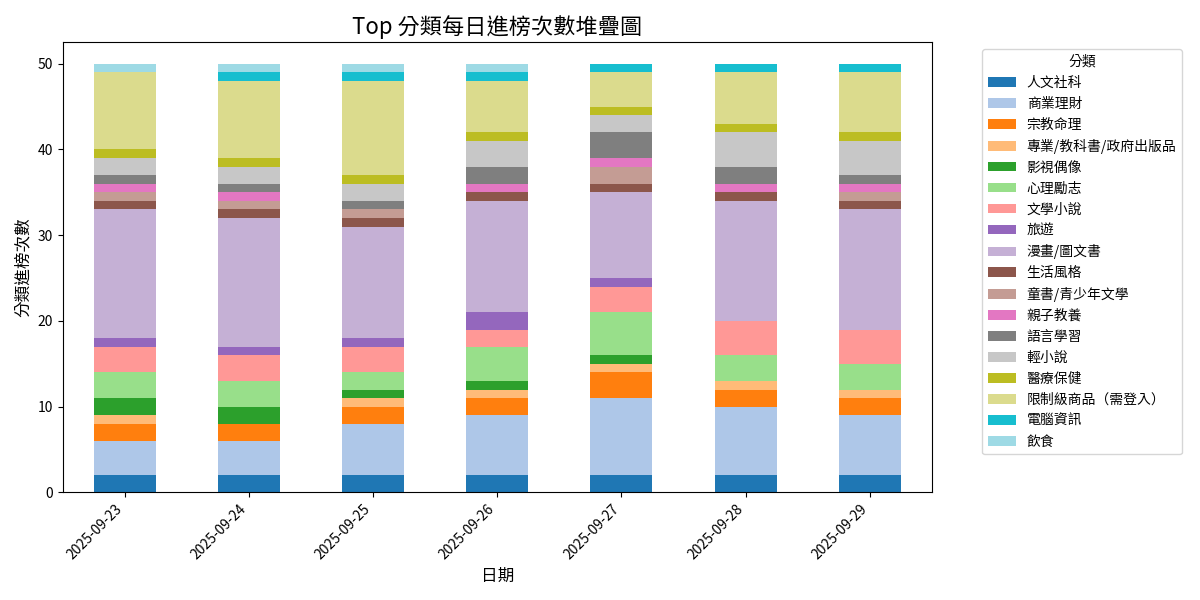 Top 分類每日進榜次數堆疊圖
分類進榜次數
50
40
30
20
10
0
2025-09-23
2025-09-24
2025-09-25
2025-09-26
2025-09-27
2025-09-28
2025-09-29
日期
分類
人文社科
商業理財
宗教命理
專業/教科書/政府出版品
影視偶像
心理勵志
文學小說
旅遊
漫畫/圖文書
生活風格
童書/青少年文學
親子教養
語言學習
輕小說
醫療保健
限制級商品（需登入）
電腦資訊
飲食